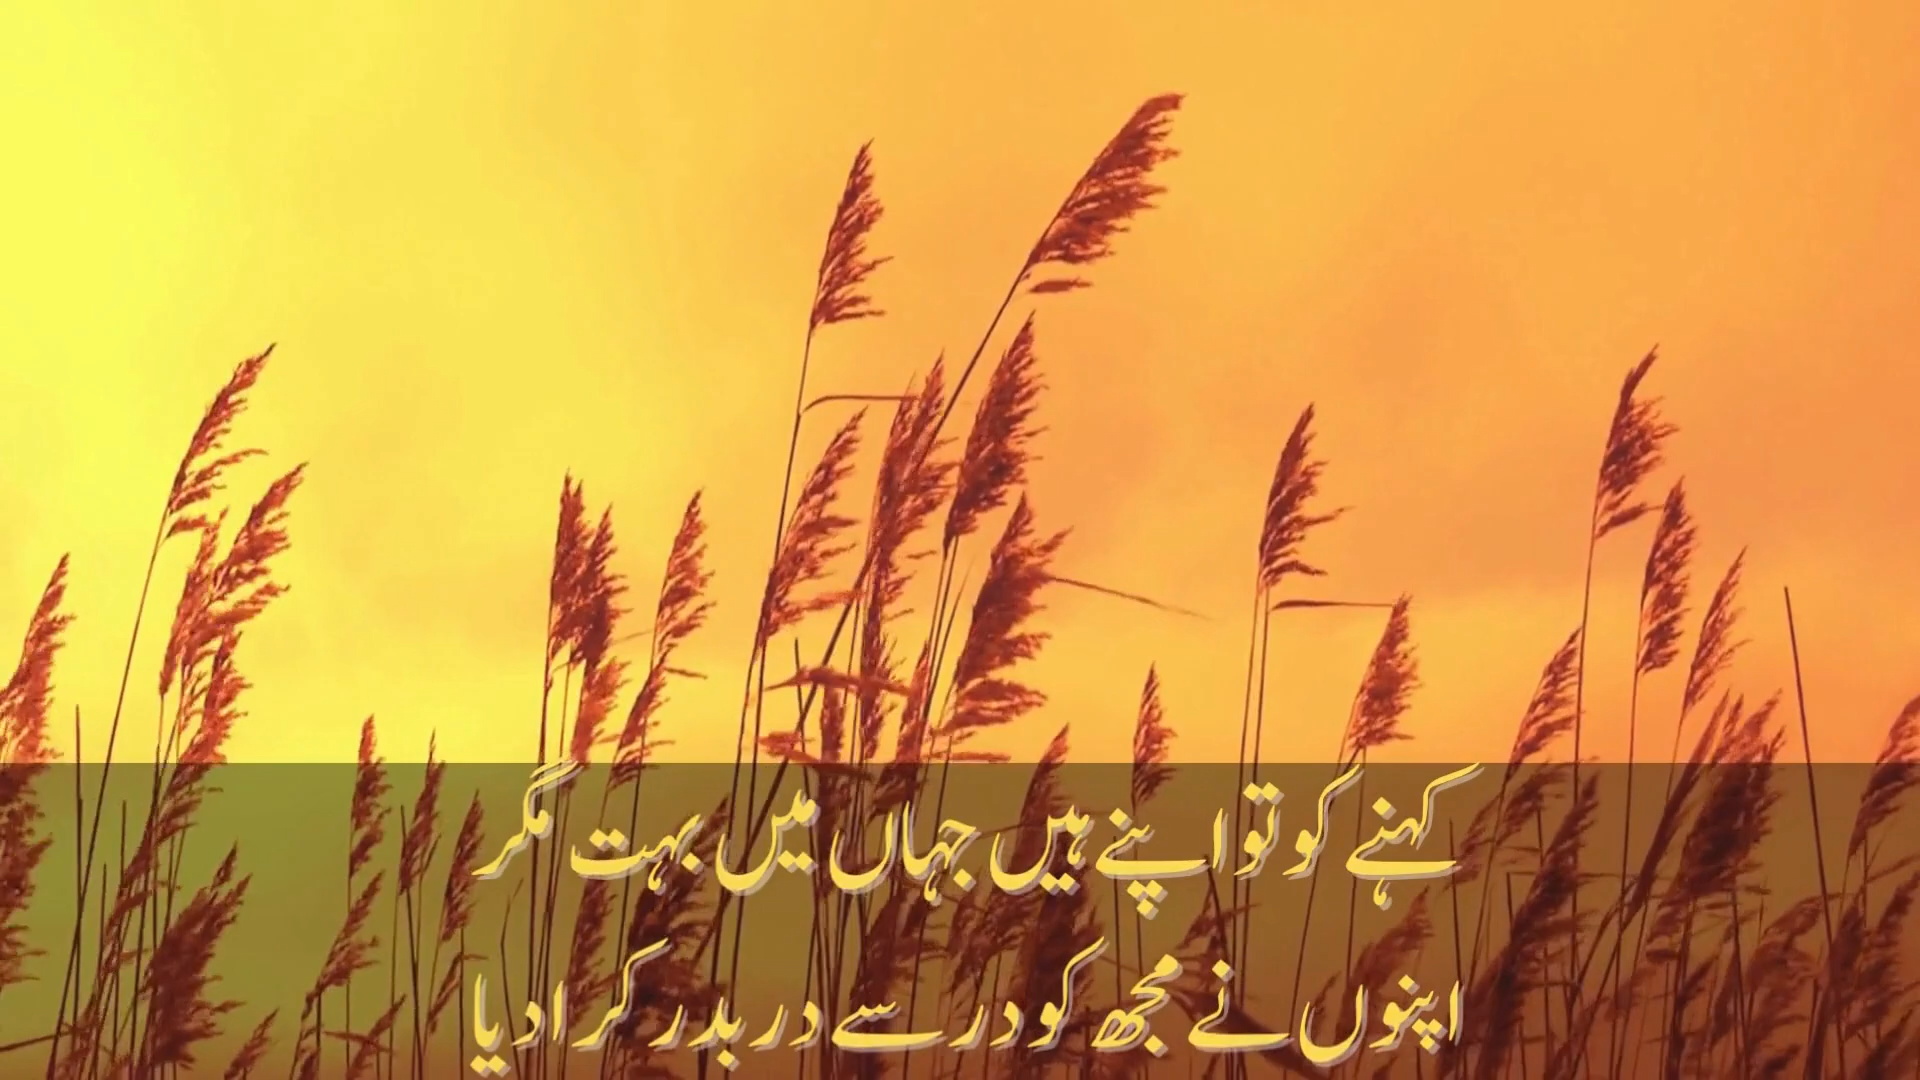 کہنے کو تو اپنے ہیں جہاں میں بہت مگر
اپنوں نے مجھ کو در سے در بدر کرا دیا